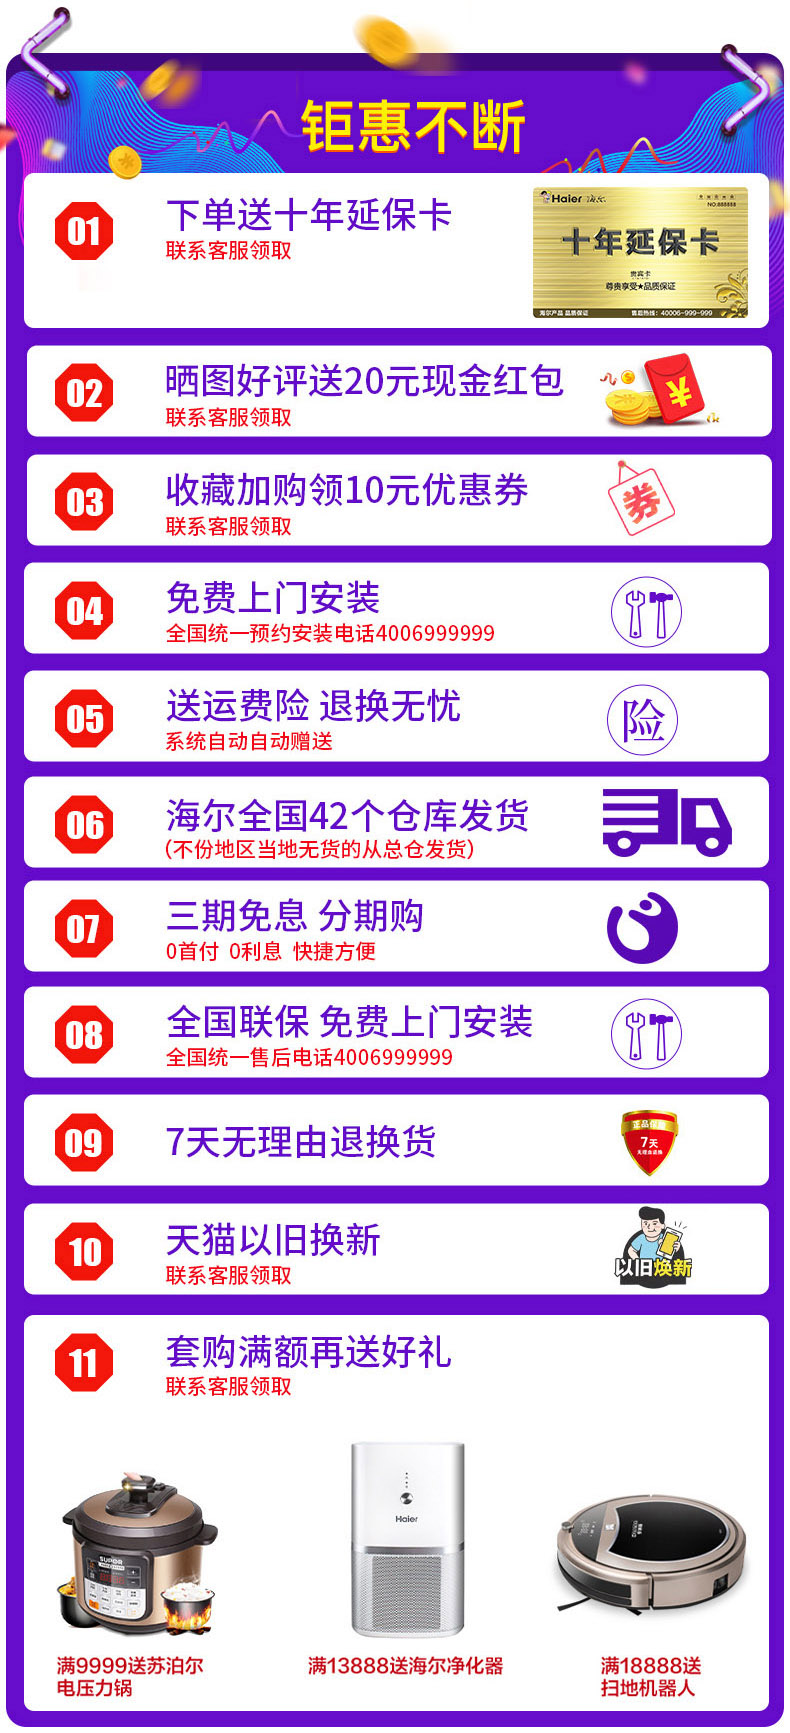 钜惠不断
01
下单送十年延保卡
联系客服领取
Haier 海尔
NO:888888
十年延保卡
贵宾卡
尊贵享受★品质保证
海尔产品 品质保证
售后热线：40006-999-999
02
晒图好评送20元现金红包
联系客服领取
¥
03
收藏加购领10元优惠券
联系客服领取
券
04
免费上门安装
全国统一预约安装电话4006999999
05
送运费险 退换无忧
系统自动自动赠送
险
06
海尔全国42个仓库发货
(不份地区当地无货的从总仓发货)
07
三期免息 分期购
0首付 0利息 快捷方便
08
全国联保 免费上门安装
全国统一售后电话4006999999
09
7天无理由退换货
正品保障
7天
无理由退换
10
天猫以旧换新
联系客服领取
以旧焕新
11
套购满额再送好礼
联系客服领取
SUPOR
Haier
满9999送苏泊尔
电压力锅
满13888送海尔净化器
满18888送
扫地机器人